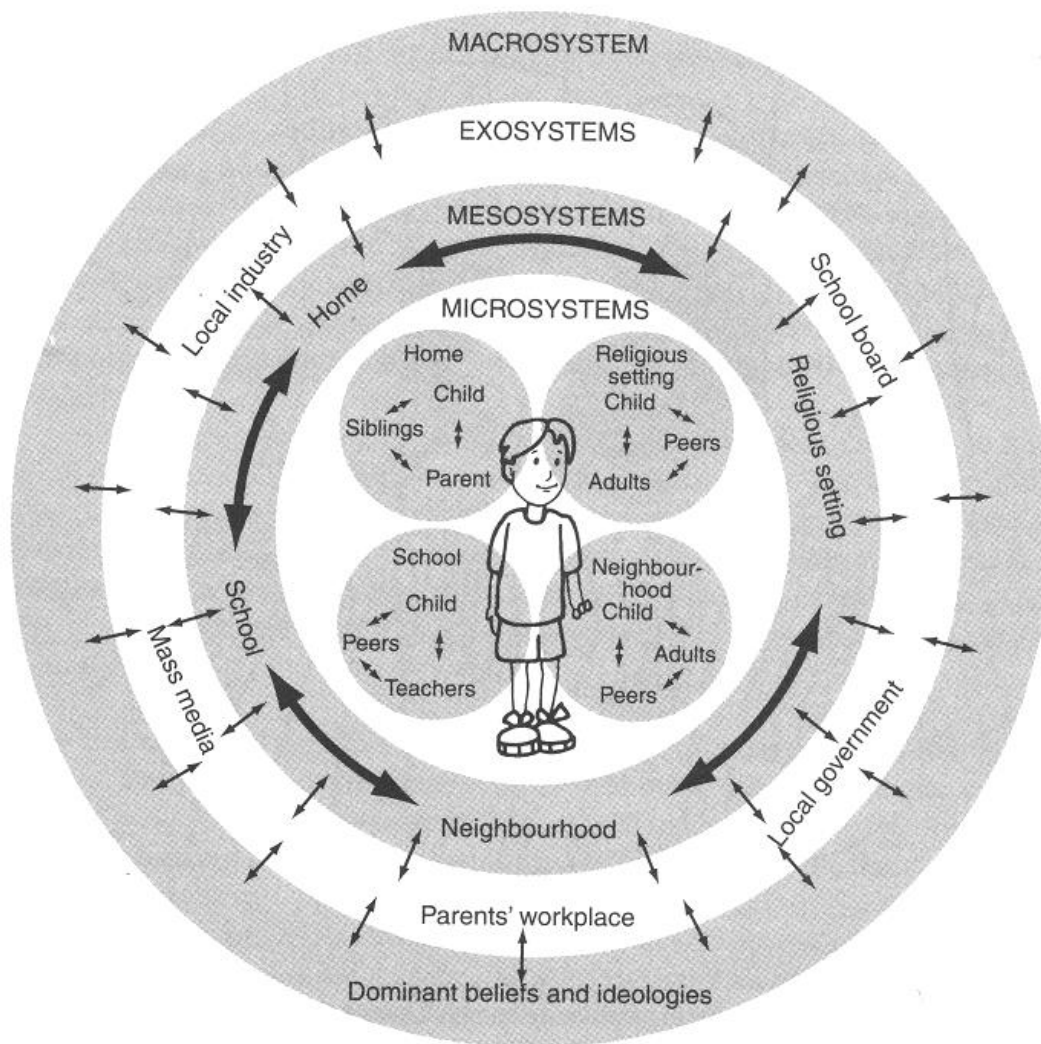 MACROSYSTEM
EXOSYSTEMS
MESOSYSTEMS
MICROSYSTEMS
Local industry
Home
School board
Religious setting
Home
Child
Siblings
Parent
Religious
setting
Child
Peers
Adults
School
Child
Peers
Teachers
Neighbour-
hood
Child
Adults
Peers
School
Mass media
Local government
Neighbourhood
Parents' workplace
Dominant beliefs and ideologies